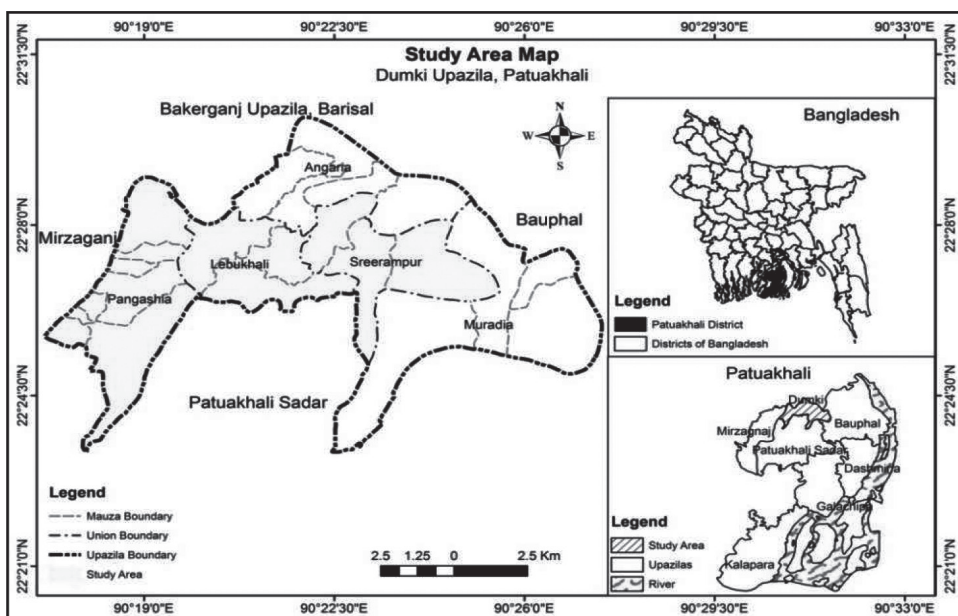 90°19'0"E 90°22'30"E 90°26'0"E 90°29'30"E 90°33'0"E
22°31'30"N 22°31'30"N
Study Area Map
Dumki Upazila, Patuakhali
Bakerganj Upazila, Barisal
N
W E
S
Bangladesh
Angaria
22°28'0"N 22°28'0"N
Mirzaganj
Bauphal
Lebukhali
Sreerampur
Pangashia
Muradia
Legend
Patuakhali District
Districts of Bangladesh
22°24'30"N 22°24'30"N
Patuakhali Sadar
Patuakhali
Dumki
Bauphal
Mirzagnaj
Patuakhali Sadar
Dashmina
Galachipa
Kalapara
Legend
Study Area
Upazilas
River
Legend
Mauza Boundary
Union Boundary
Upazila Boundary
Study Area
2.5 1.25 0 2.5 Km
22°21'0"N 22°21'0"N
90°19'0"E 90°22'30"E 90°26'0"E 90°29'30"E 90°33'0"E